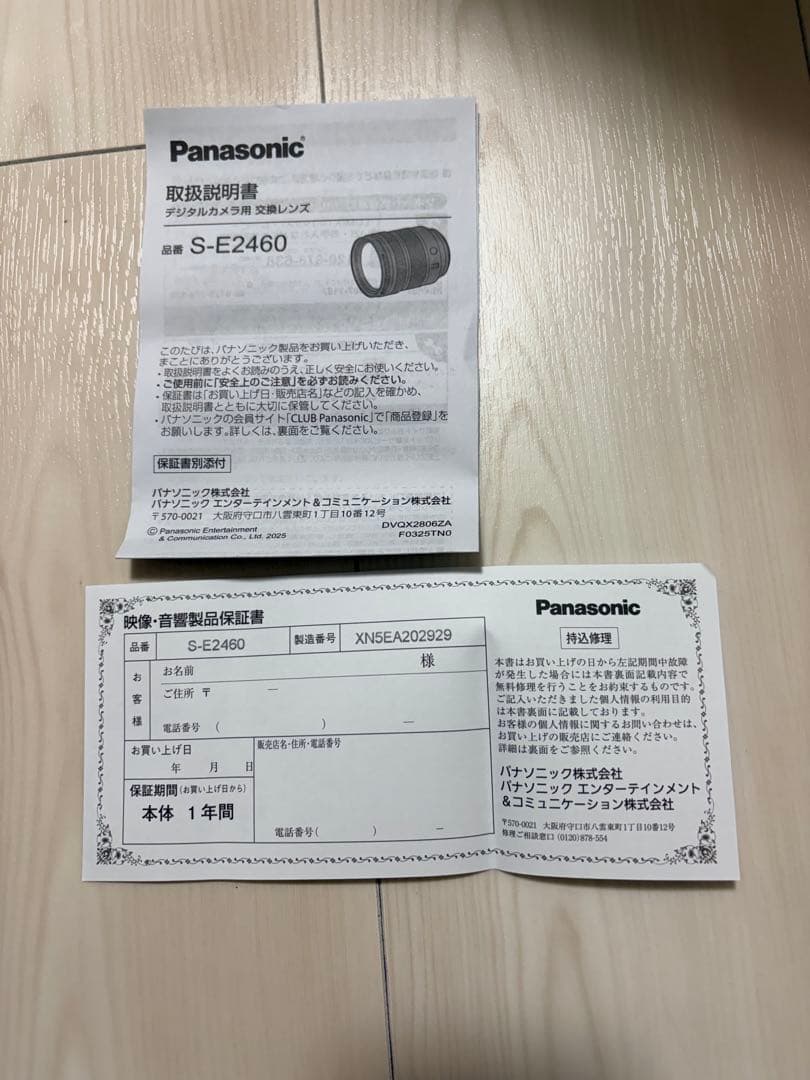 Panasonic®
取扱説明書
デジタルカメラ用 交換レンズ
品番 S-E2460
このたびは、パナソニック製品をお買い上げいただき、
まことにありがとうございます。
・取扱説明書をよくお読みのうえ、正しく安全にお使いください。
・ご使用前に「安全上のご注意」を必ずお読みください。
・保証書は「お買い上げ日・販売店名」などの記入を確かめ、
取扱説明書とともに大切に保管してください。
・パナソニックの会員サイト「CLUB Panasonic」で「商品登録」を
お願いします。詳しくは、裏面をご覧ください。
保証書別添付
パナソニック株式会社
パナソニック エンターテインメント&コミュニケーション株式会社
〒570-0021 大阪府守口市八雲東町1丁目10番12号
© Panasonic Entertainment
& Communication Co., Ltd. 2025
DVQX2806ZA
F0325TN0
映像・音響製品保証書
品番 S-E2460 製造番号 XN5EA202929
お客様
お名前 様
ご住所 〒 ー
電話番号 ( ) ー
お買い上げ日
年 月 日
保証期間(お買い上げ日から)
本体 1年間
販売店名・住所・電話番号
電話番号( ) ー
Panasonic
持込修理
本書はお買い上げの日から左記期間中故障
が発生した場合には本書裏面記載内容で
無料修理を行うことをお約束するものです。
ご記入いただきました個人情報の利用目的
は本書裏面に記載しております。
お客様の個人情報に関するお問い合わせは、
お買い上げの販売店にご連絡ください。
詳細は裏面をご参照ください。
パナソニック株式会社
パナソニック エンターテインメント
&コミュニケーション株式会社
〒570-0021 大阪府守口市八雲東町1丁目10番12号
修理ご相談窓口 (0120)878-554